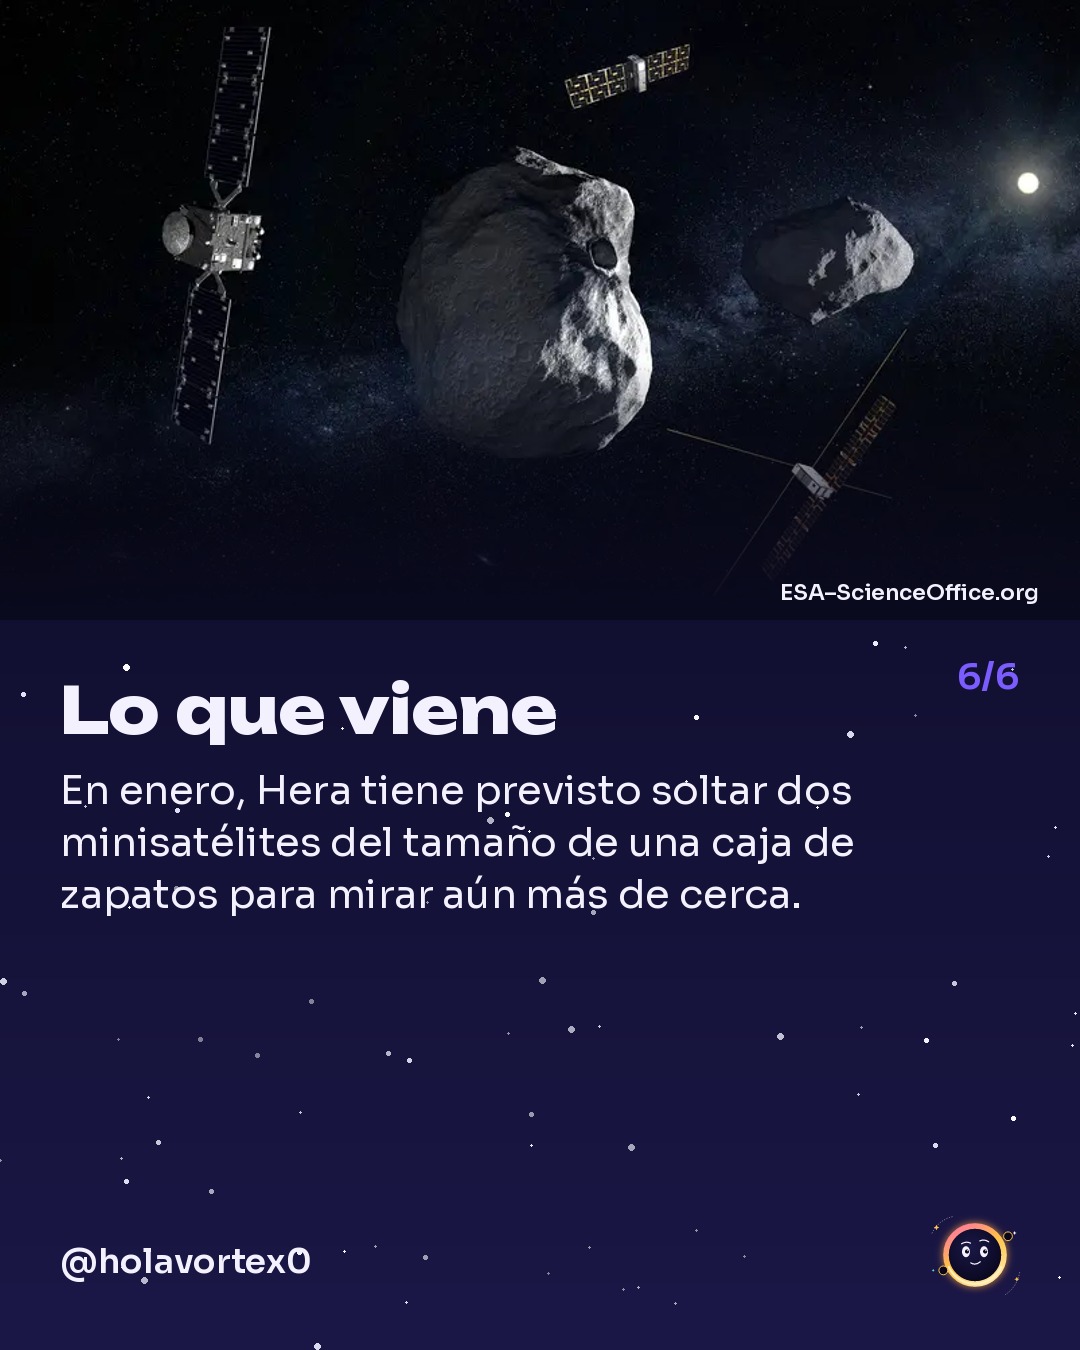 ESA–ScienceOffice.org
6/6
Lo que viene
En enero, Hera tiene previsto soltar dos
minisatélites del tamaño de una caja de
zapatos para mirar aún más de cerca.
@holavortex0